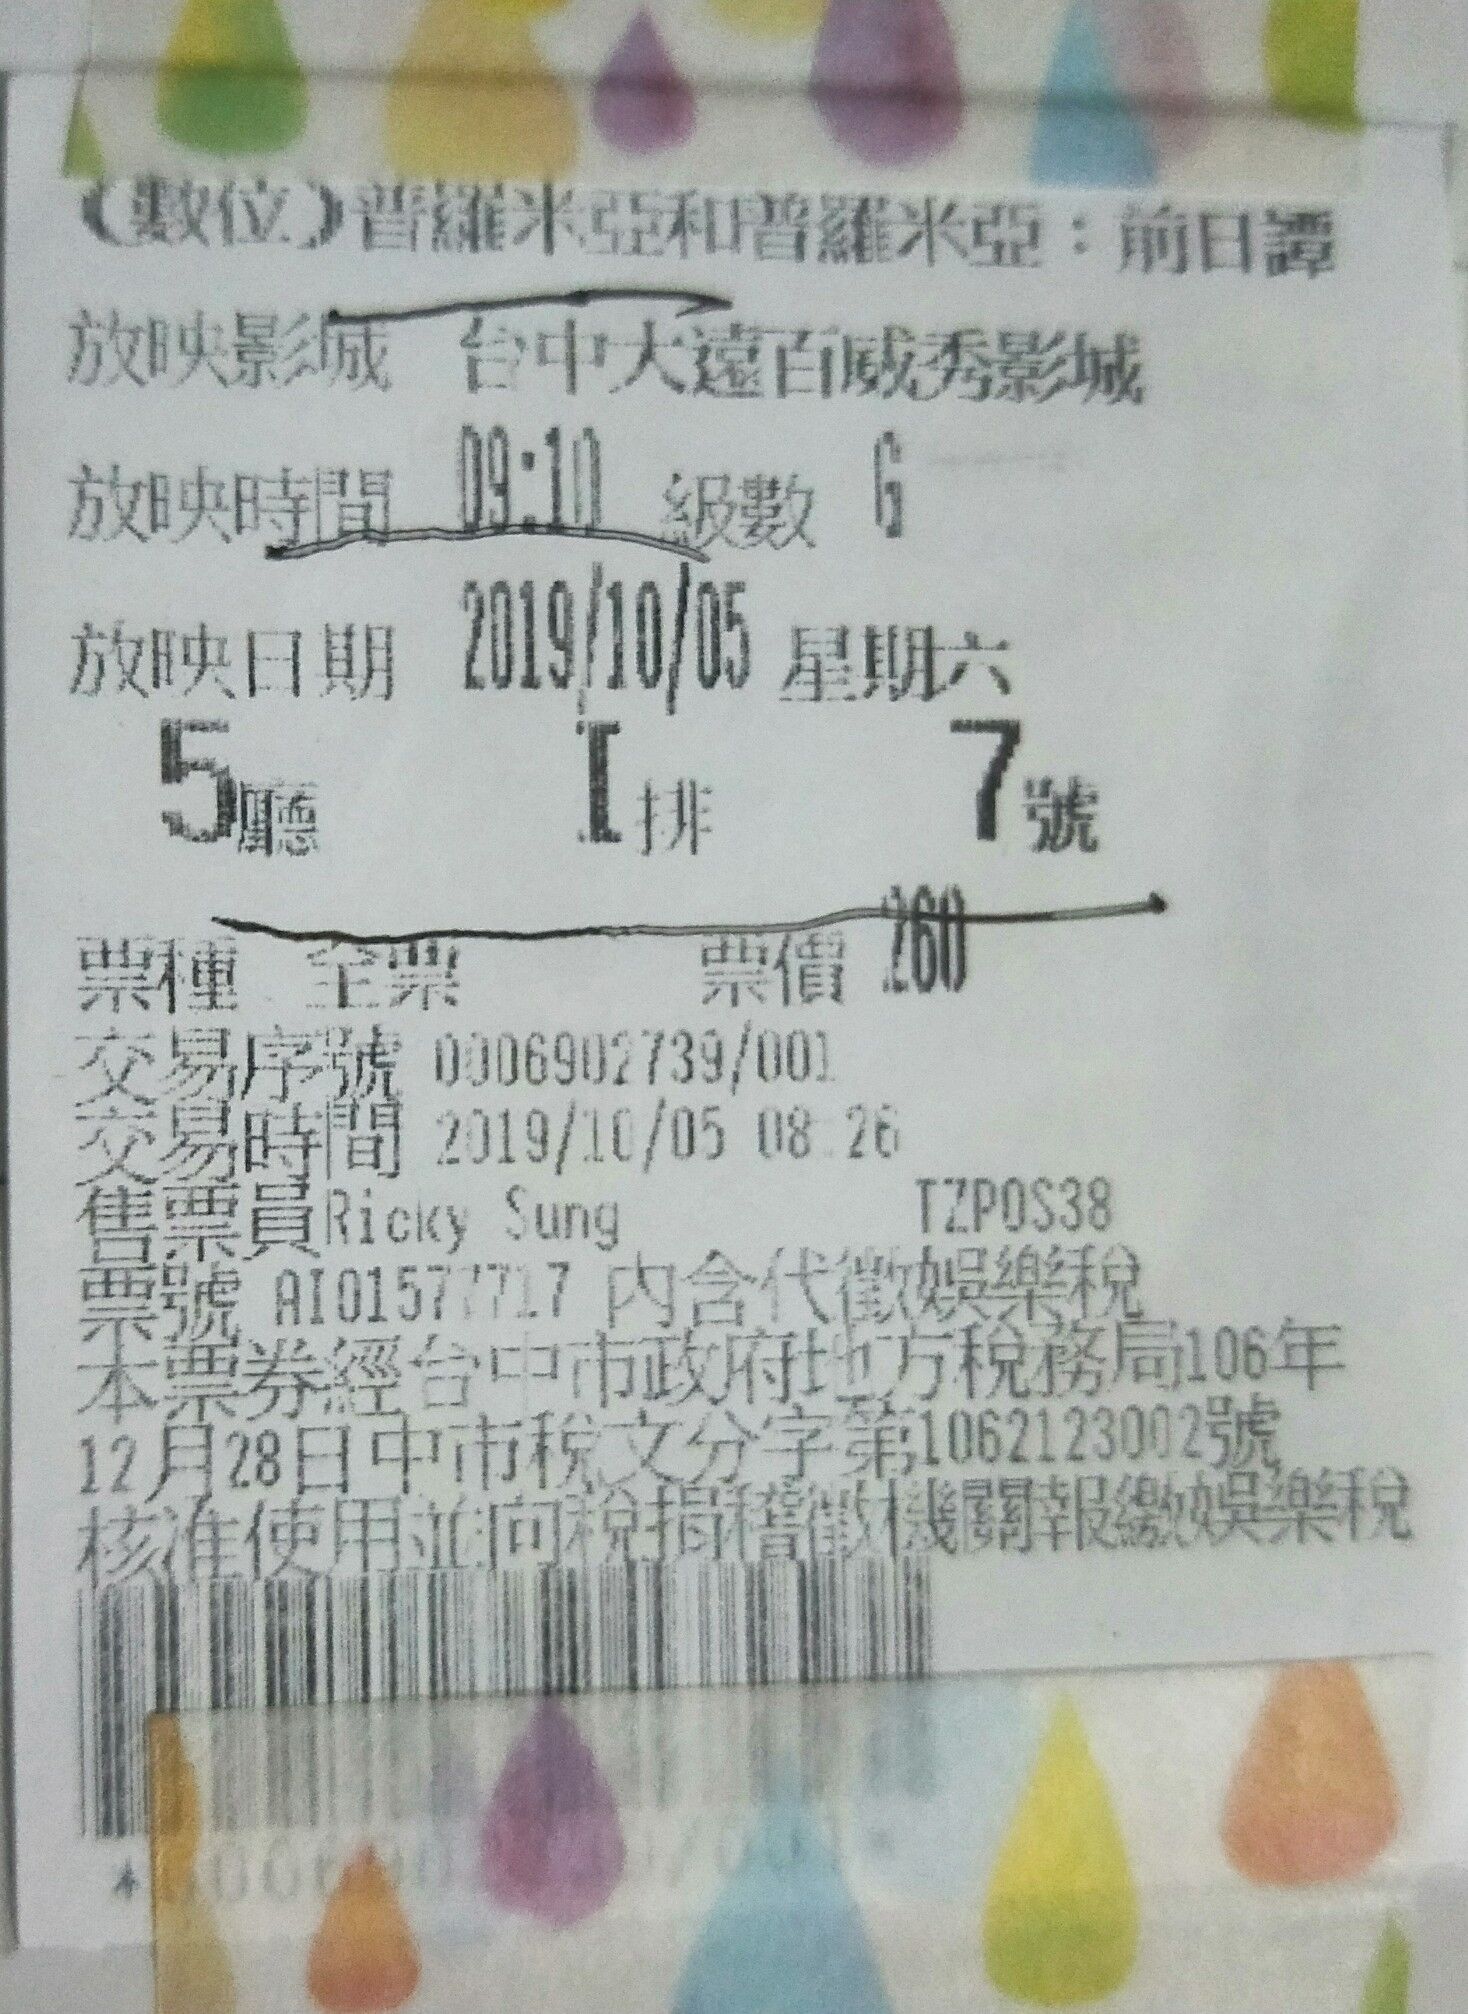 (數位)普羅米亞和普羅米亞：前日譚
放映影城 台中大遠百威秀影城
放映時間 09:10 級數 G
放映日期 2019/10/05 星期六
5廳 I排 7號
票種 全票 票價 260
交易序號 0006902739/001
交易時間 2019/10/05 08:26
售票員Ricky Sung TZPOS38
票號 AI01577717 內含代徵娛樂稅
本票券經台中市政府地方稅務局106年
12月28日中市稅文分字第1062123002號
核准使用並向稅捐稽徵機關報繳娛樂稅